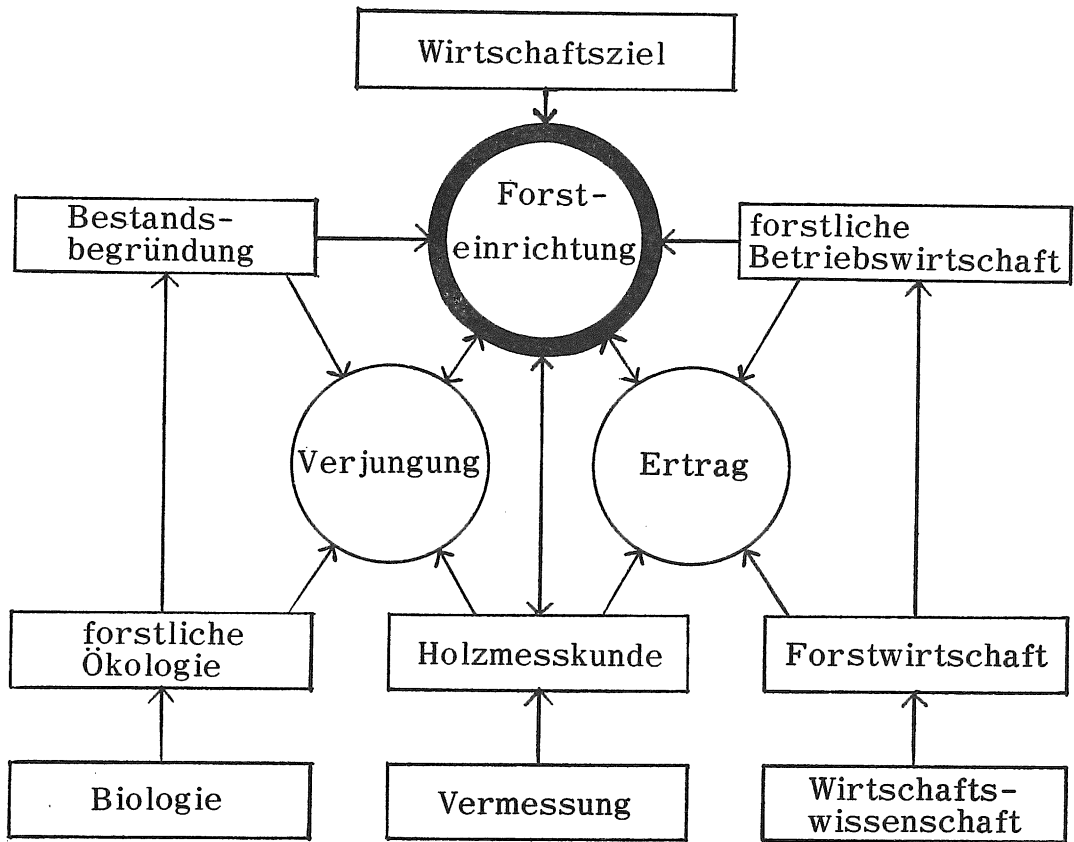 Wirtschaftsziel
Forst-
einrichtung
Bestands-
begründung
forstliche
Betriebswirtschaft
Verjungung
Ertrag
forstliche
Ökologie
Holzmesskunde
Forstwirtschaft
Biologie
Vermessung
Wirtschafts-
wissenschaft